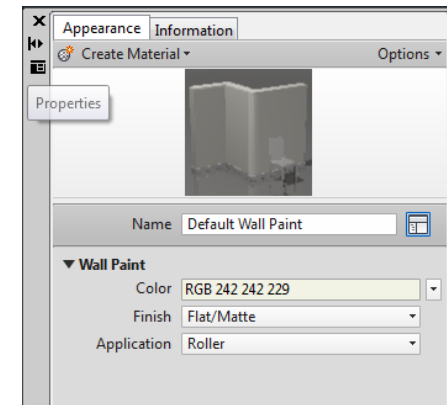 Appearance Information
Create Material Options
Properties
Name Default Wall Paint
Wall Paint
Color RGB 242 242 229
Finish Flat/Matte
Application Roller